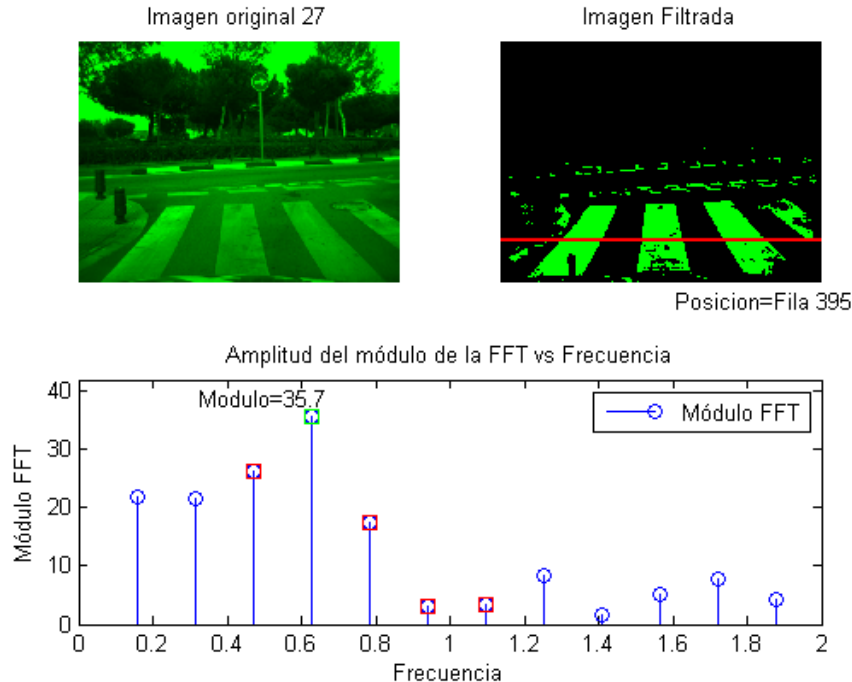 Imagen original 27
Imagen Filtrada
Posicion=Fila 395
Amplitud del módulo de la FFT vs Frecuencia
Modulo=35.7
Módulo FFT
Módulo FFT
40
30
20
10
0
0 0.2 0.4 0.6 0.8 1 1.2 1.4 1.6 1.8 2
Frecuencia